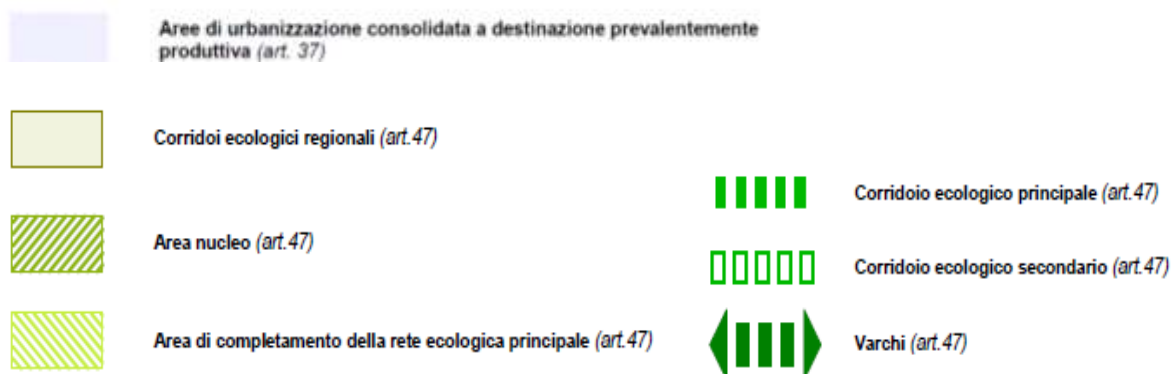 Aree di urbanizzazione consolidata a destinazione prevalentemente
produttiva (art. 37)
Corridoi ecologici regionali (art.47)
Area nucleo (art.47)
Area di completamento della rete ecologica principale (art.47)
Corridoio ecologico principale (art.47)
Corridoio ecologico secondario (art.47)
Varchi (art.47)